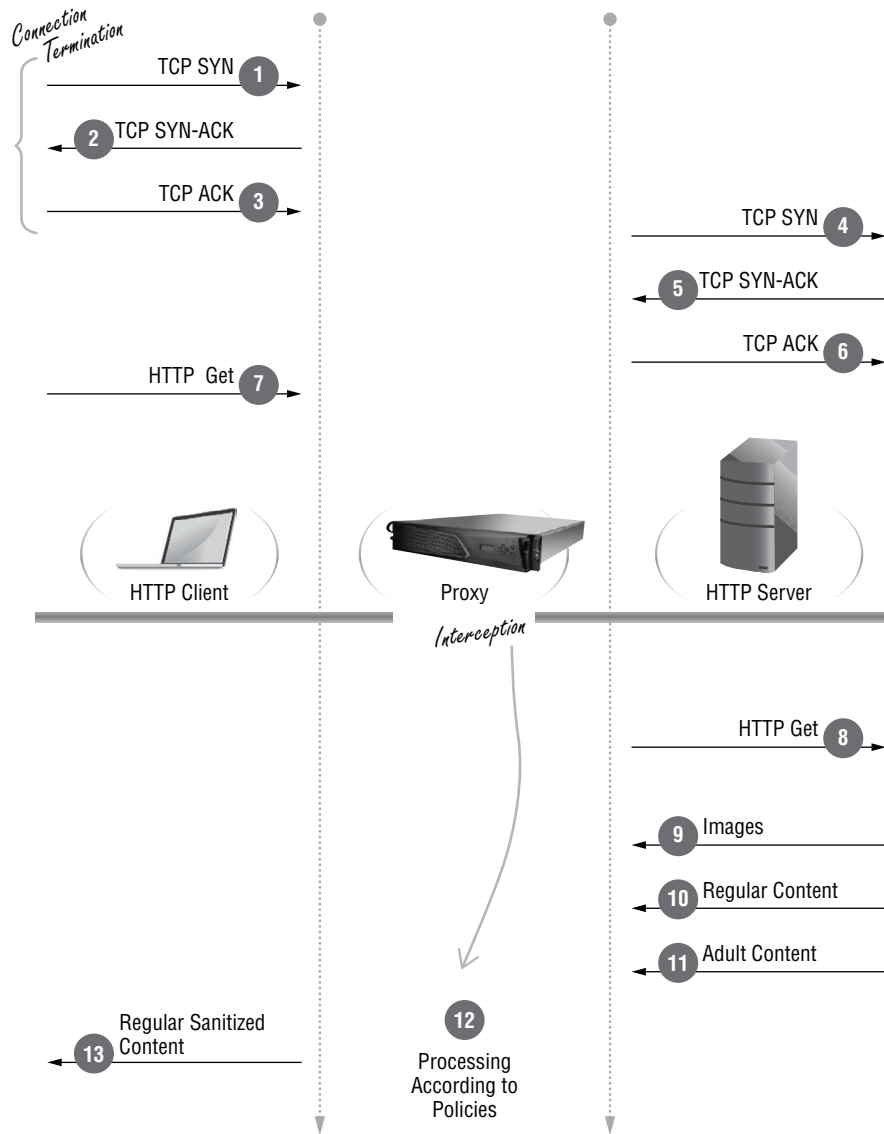 Connection
Termination
TCP SYN 1
2 TCP SYN-ACK
TCP ACK 3
TCP SYN 4
5 TCP SYN-ACK
TCP ACK 6
HTTP Get 7
HTTP Client
Proxy
HTTP Server
Interception
HTTP Get 8
9 Images
10 Regular Content
11 Adult Content
12
Processing
According to
Policies
13 Regular Sanitized
Content